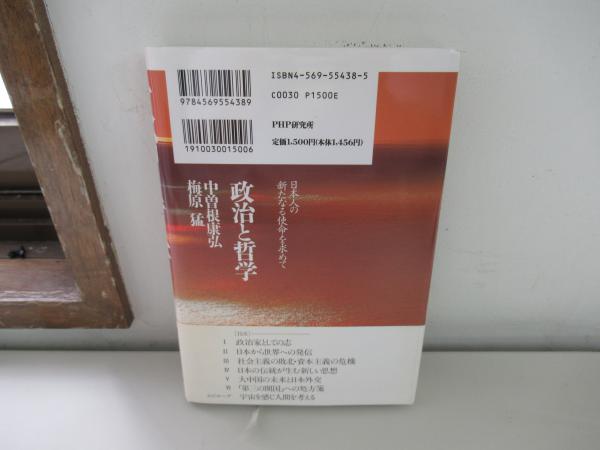 ISBN4-569-55438-5
C0030 P1500E
9784569554389
1910030015006
PHP研究所
定価1,500円(本体1,456円)
日本人の
新たなる使命を求めて
政治と哲学
中曽根康弘
梅原 猛
[目次]
I 政治家としての志
II 日本から世界への発信
III 社会主義の敗北・資本主義の危機
IV 日本の伝統が生む新しい思想
V 大中国の未来と日本外交
VI 「第三の開国」への処方箋
エピローグ 宇宙を感じ人間を考える